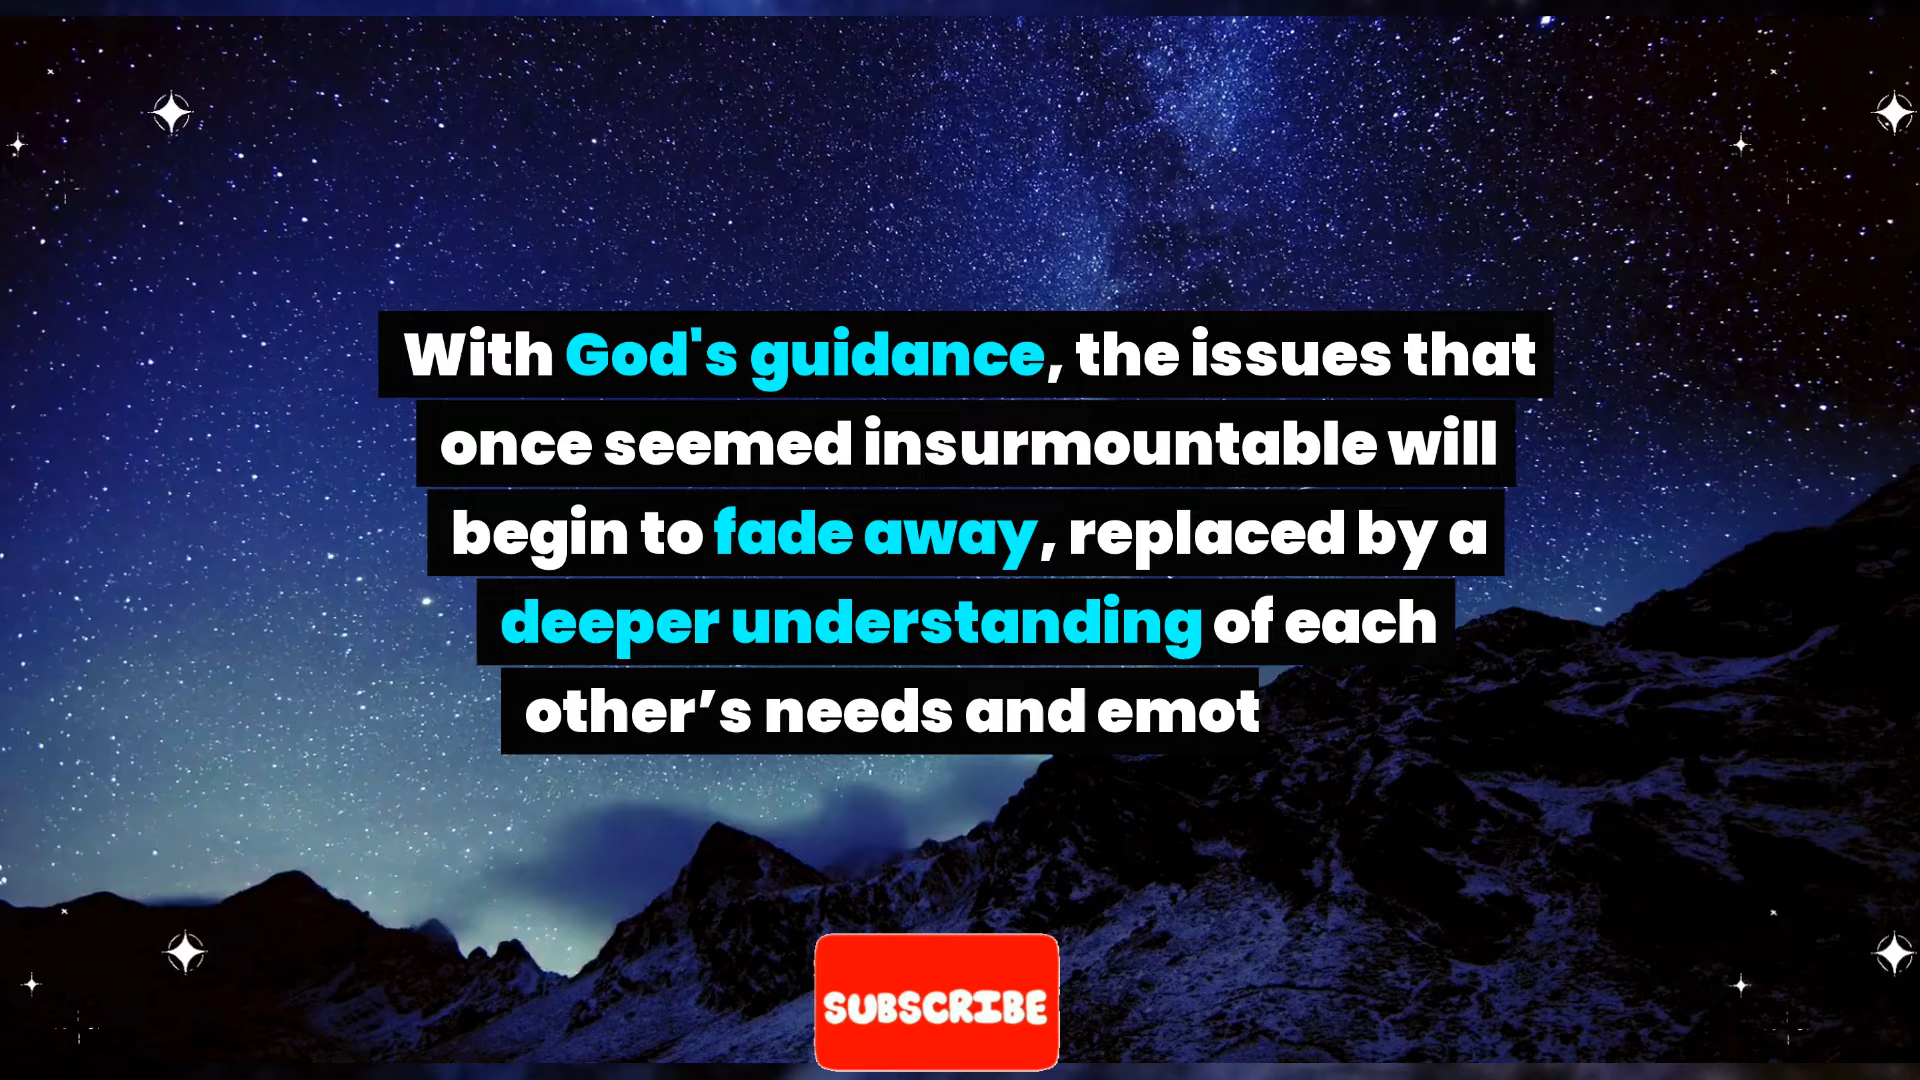 With God's guidance, the issues that
once seemed insurmountable will
begin to fade away, replaced by a
deeper understanding of each
other’s needs and emot
SUBSCRIBE